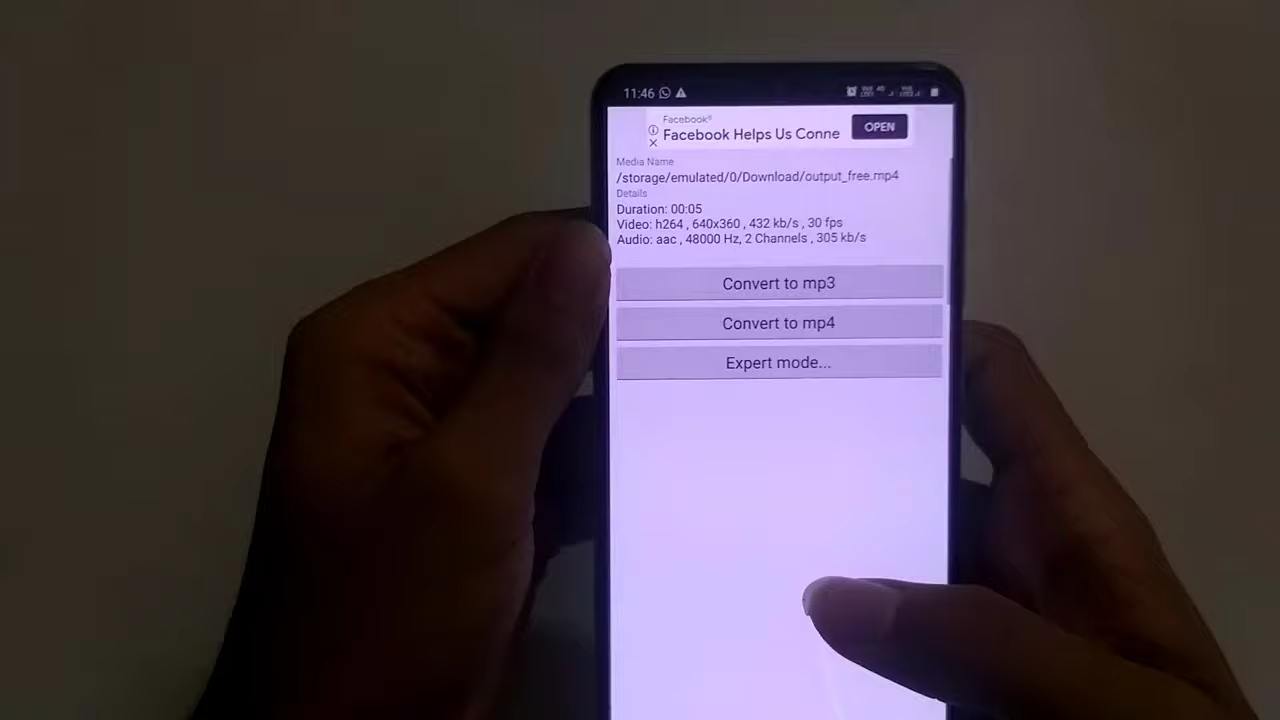 11:46
Facebook®
Facebook Helps Us Conne
OPEN
Media Name
/storage/emulated/0/Download/output_free.mp4
Details
Duration: 00:05
Video: h264 , 640x360 , 432 kb/s , 30 fps
Audio: aac , 48000 Hz, 2 Channels , 305 kb/s
Convert to mp3
Convert to mp4
Expert mode...